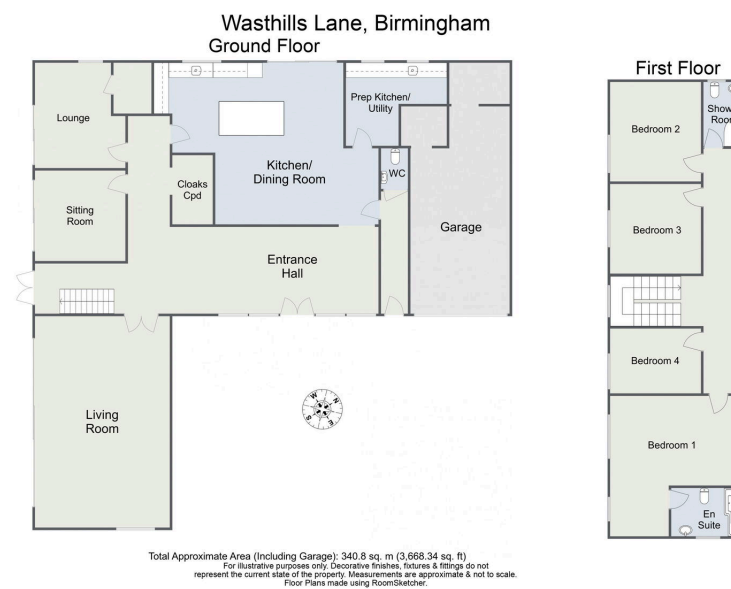 Wasthills Lane, Birmingham
Ground Floor
First Floor
Lounge
Prep Kitchen/
Utility
Kitchen/
Dining Room
Cloaks
Cpd
WC
Sitting
Room
Garage
Entrance
Hall
Living
Room
N
E
S
W
Bedroom 2
Show
Roo
Bedroom 3
Bedroom 4
Bedroom 1
En
Suite
Total Approximate Area (Including Garage): 340.8 sq. m (3,668.34 sq. ft)
For illustrative purposes only. Decorative finishes, fixtures & fittings do not
represent the current state of the property. Measurements are approximate & not to scale.
Floor Plans made using RoomSketcher.